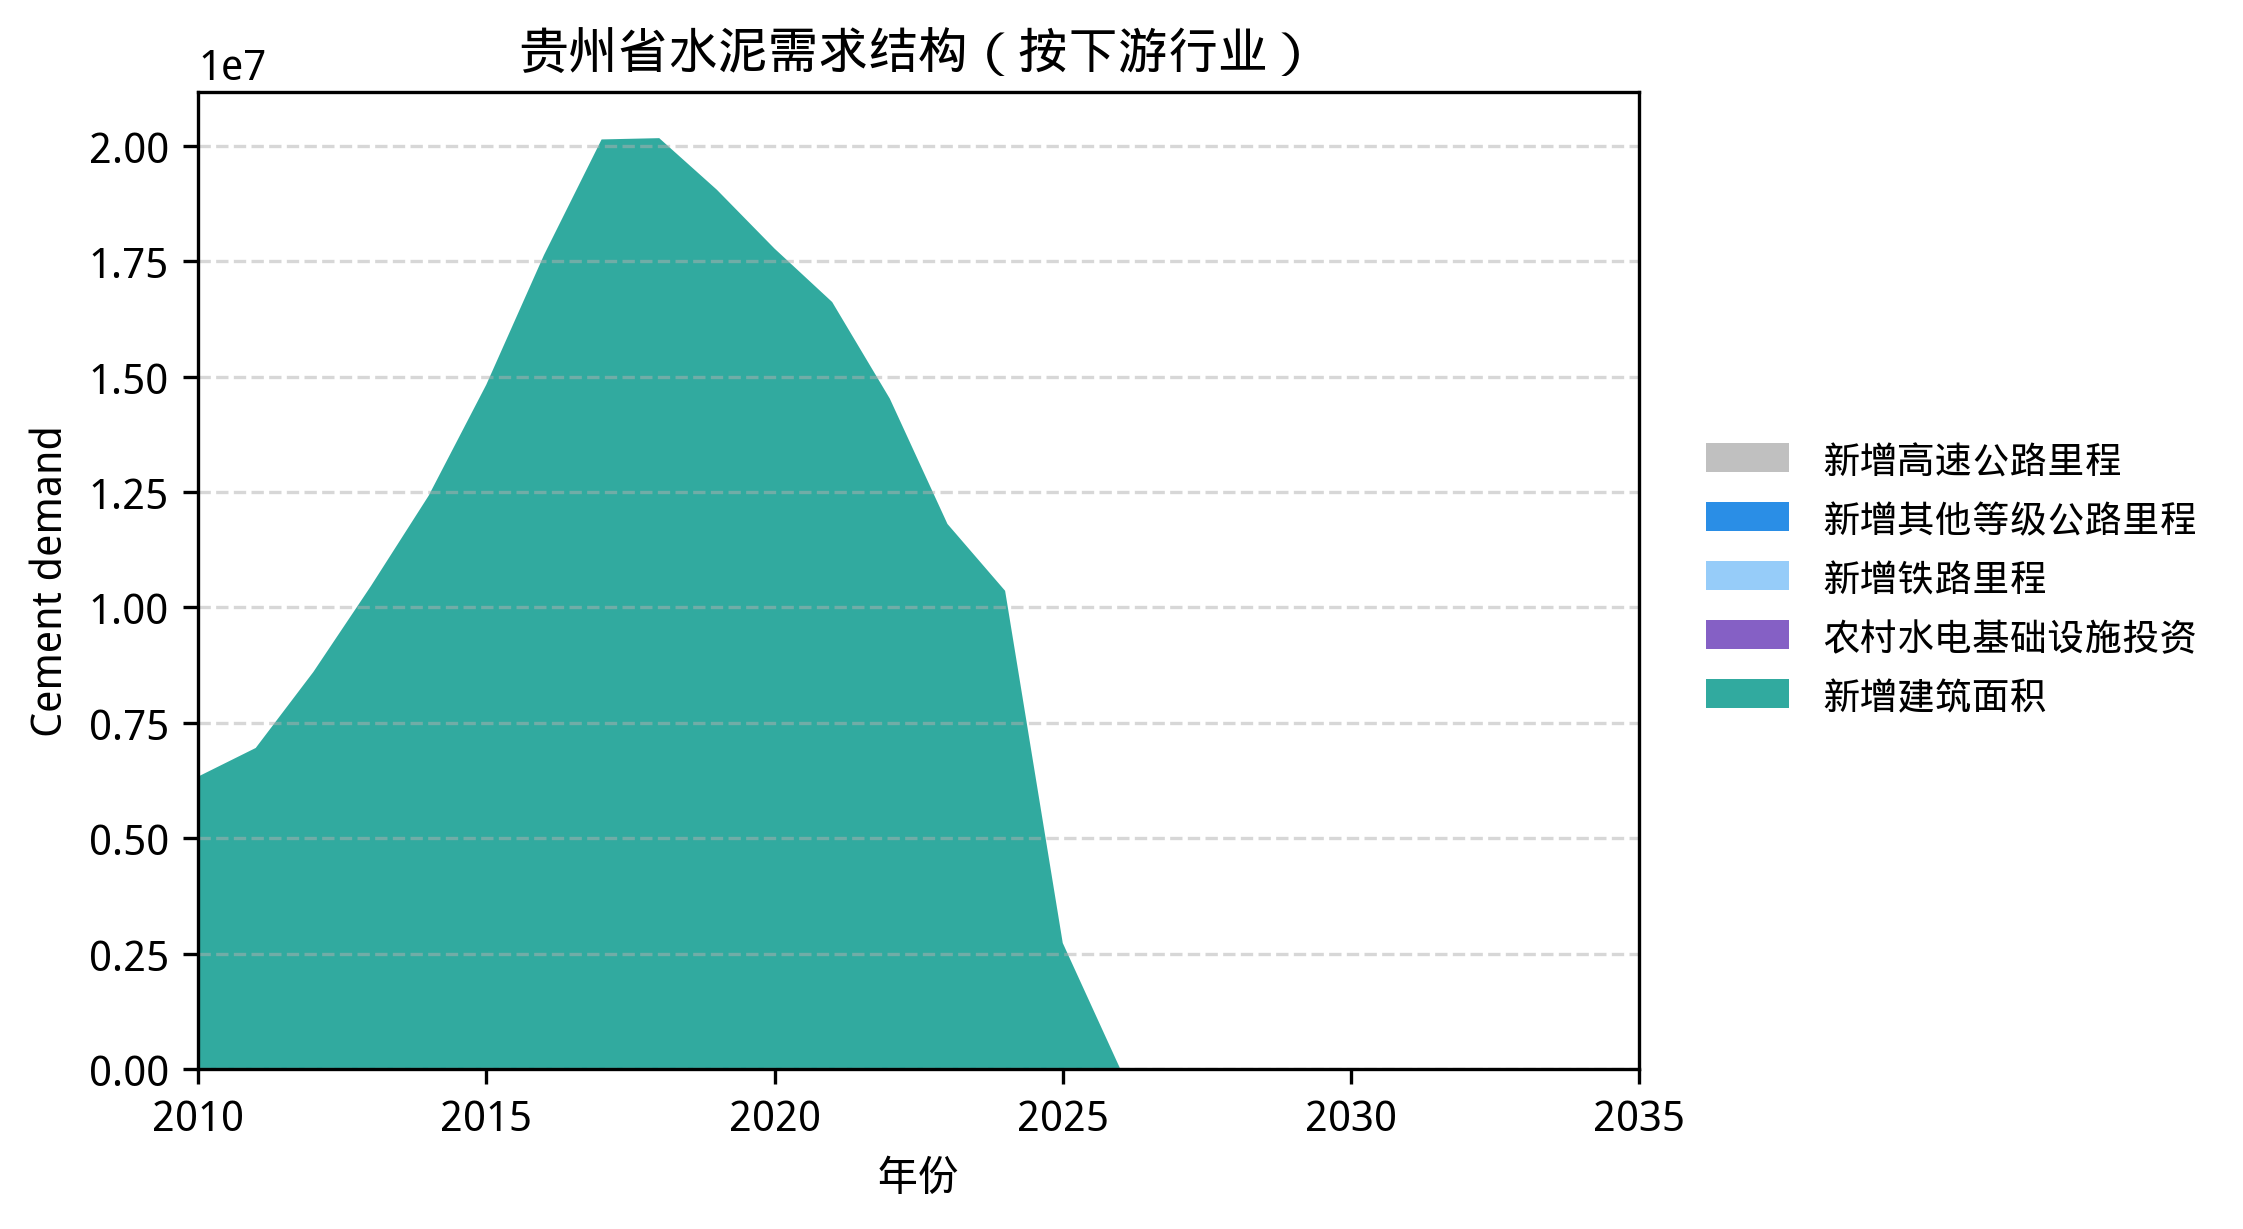 贵州省水泥需求结构（按下游行业）
1e7
2.00
1.75
1.50
1.25
1.00
0.75
0.50
0.25
0.00
Cement demand
2010 2015 2020 2025 2030 2035
年份
新增高速公路里程
新增其他等级公路里程
新增铁路里程
农村水电基础设施投资
新增建筑面积